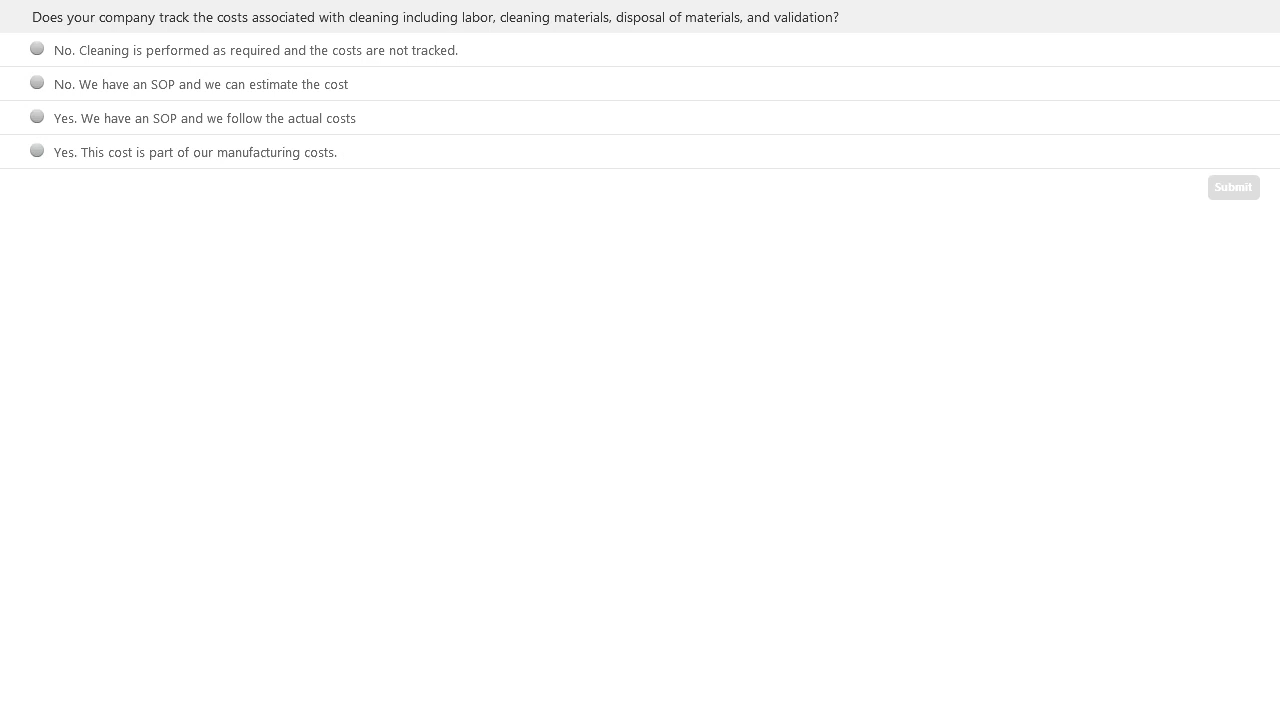 Does your company track the costs associated with cleaning including labor, cleaning materials, disposal of materials, and validation?
No. Cleaning is performed as required and the costs are not tracked.
No. We have an SOP and we can estimate the cost
Yes. We have an SOP and we follow the actual costs
Yes. This cost is part of our manufacturing costs.
Submit